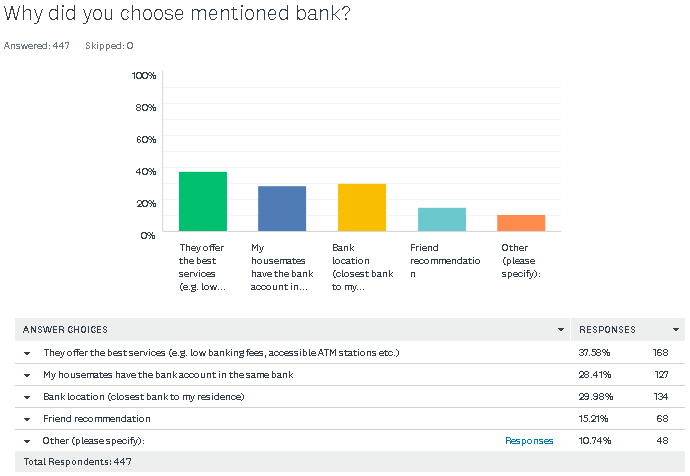 Why did you choose mentioned bank?
Answered: 447 Skipped: 0
100%
80%
60%
40%
20%
0%
They offer
the best
services
(e.g. low...
My
housemates
have the bank
account in...
Bank
location
(closest bank
to my...
Friend
recommendatio
n
Other
(please
specify):
ANSWER CHOICES RESPONSES
They offer the best services (e.g. low banking fees, accessible ATM stations etc.) 37.58% 168
My housemates have the bank account in the same bank 28.41% 127
Bank location (closest bank to my residence) 29.98% 134
Friend recommendation 15.21% 68
Other (please specify): Responses 10.74% 48
Total Respondents: 447